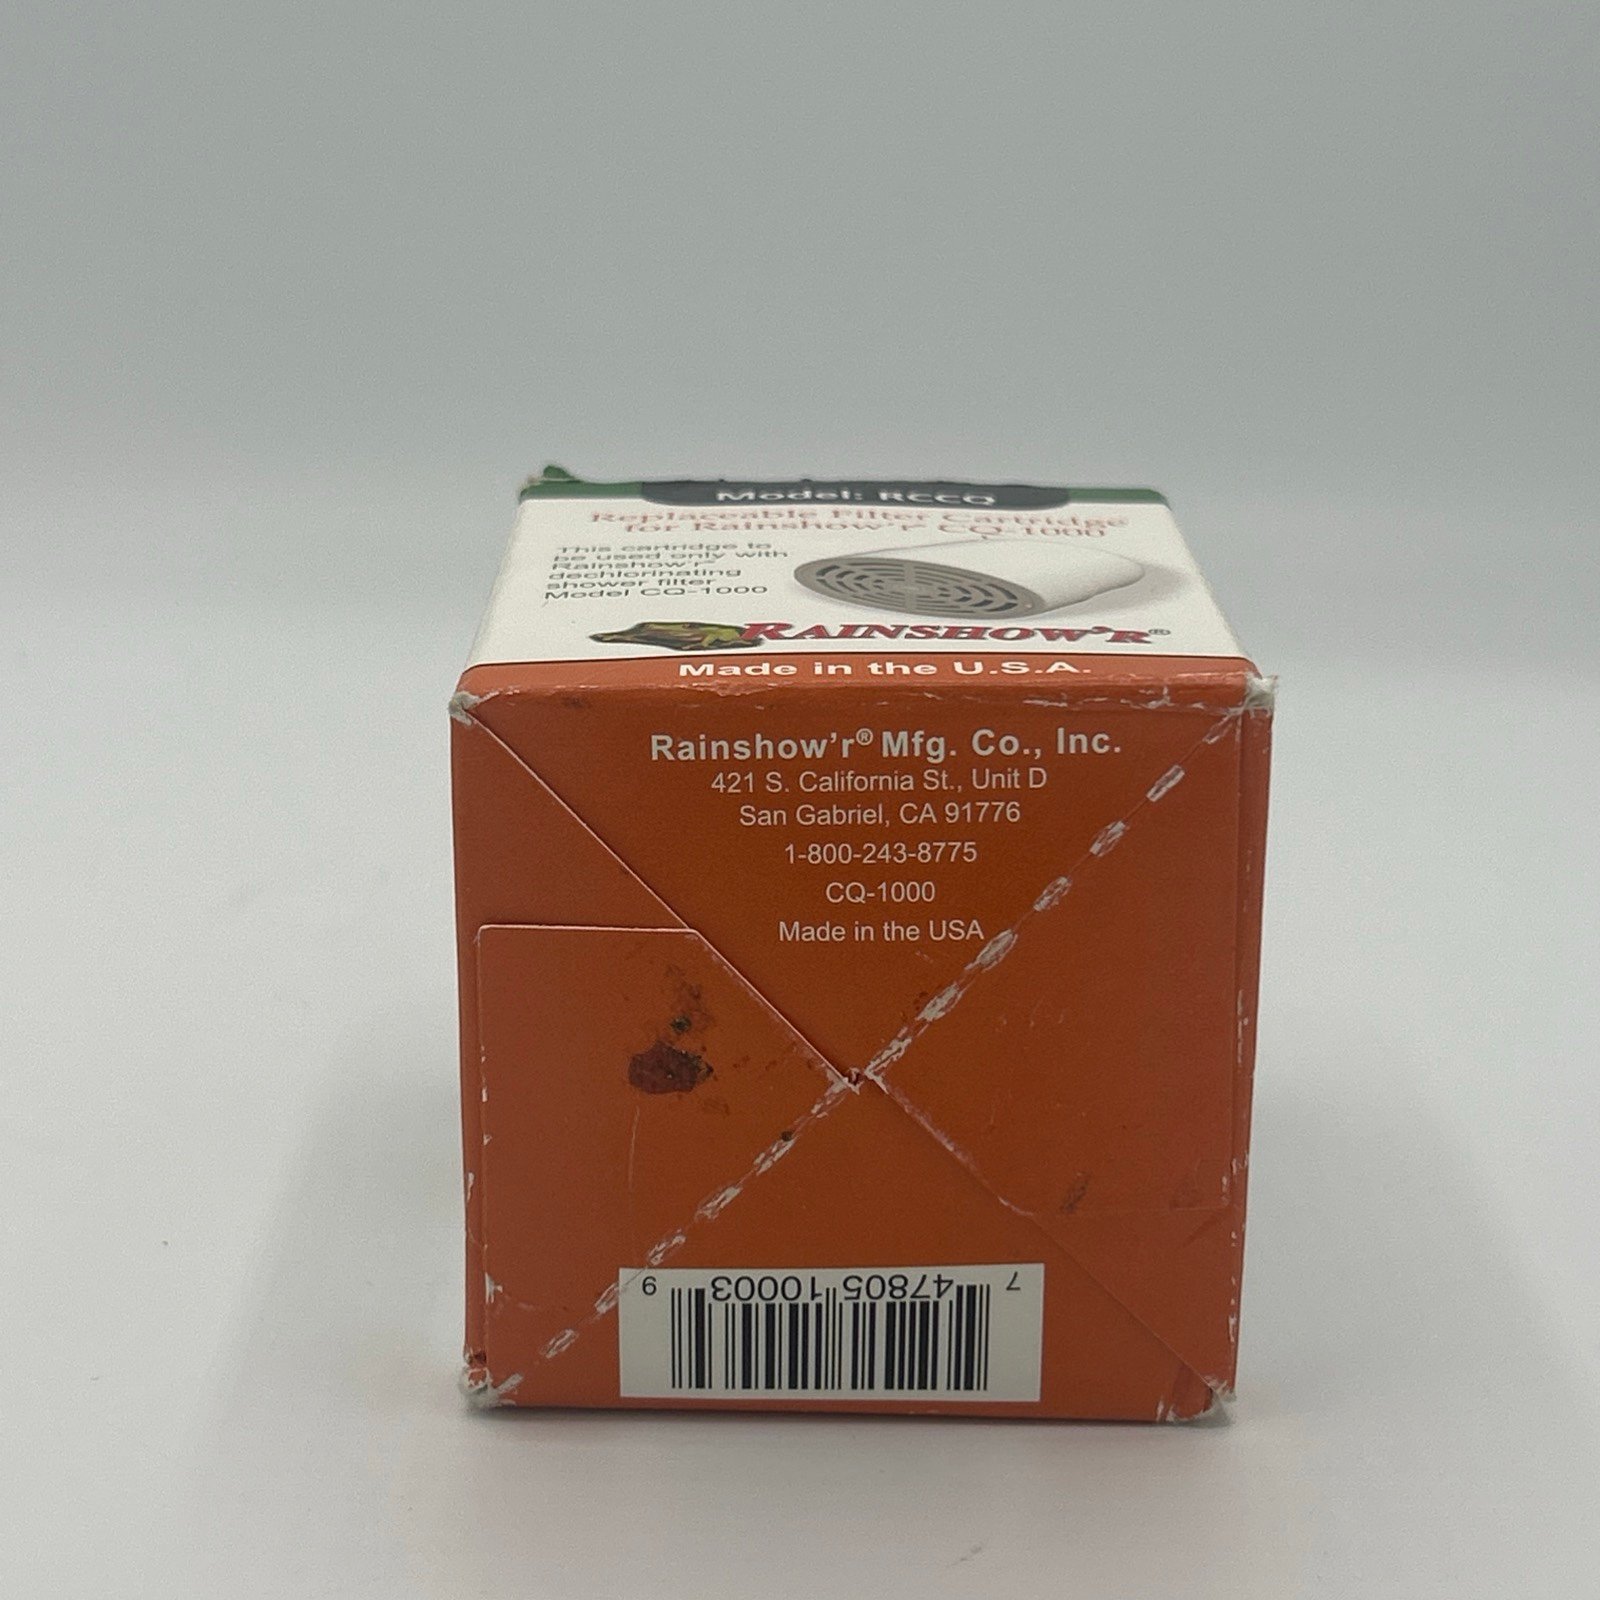 Model: RCCQ
Replaceable Filter Cartridge
for Rainshow'r® CQ-1000
This cartridge to
be used only with
Rainshow'r®
dechlorinating
shower filter
Model CQ-1000
RAINSHOW'R®
Made in the U.S.A.
Rainshow'r® Mfg. Co., Inc.
421 S. California St., Unit D
San Gabriel, CA 91776
1-800-243-8775
CQ-1000
Made in the USA
7 47805 10003 9